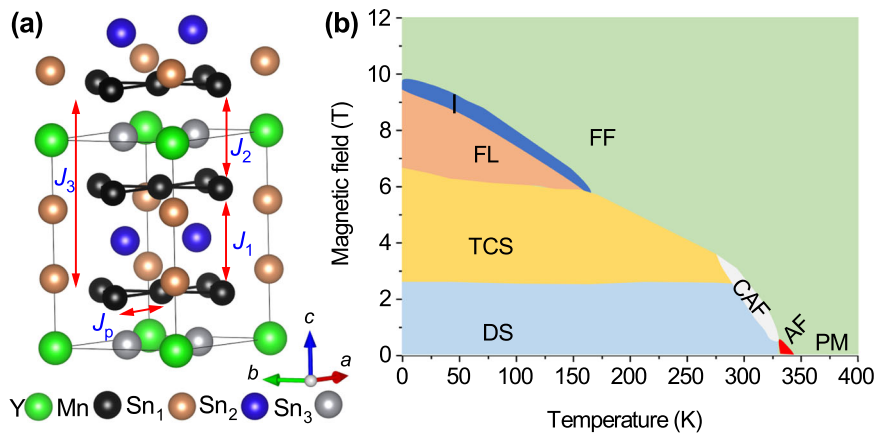 (a)
J3
J2
J1
Jp
c
b
a
Y Mn Sn1 Sn2 Sn3
(b)
Magnetic field (T)
12
10
8
6
4
2
0
I
FL
FF
TCS
CAF
AF
DS
PM
0 50 100 150 200 250 300 350 400
Temperature (K)